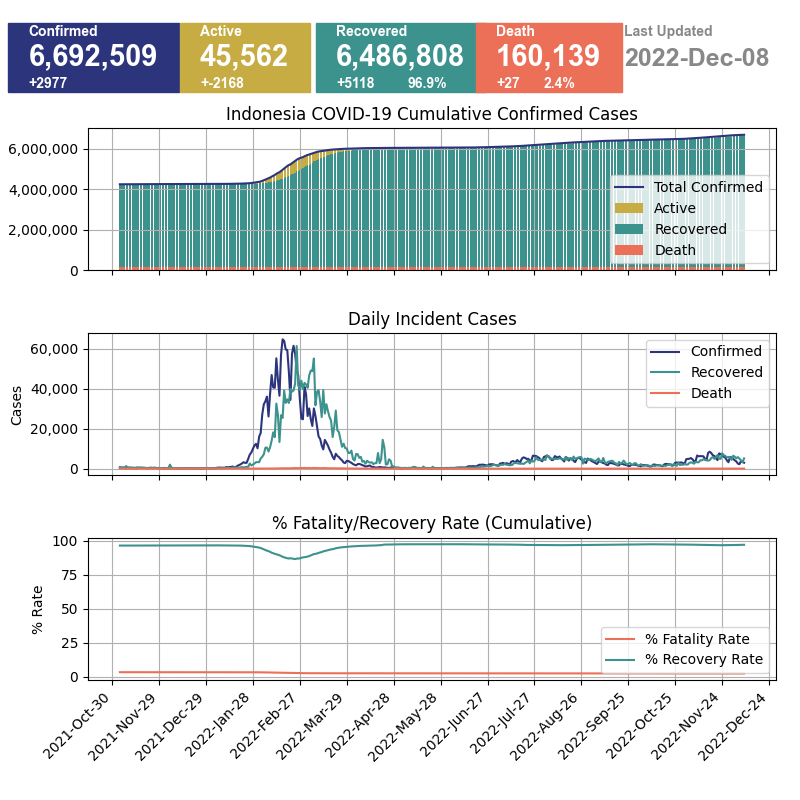 Confirmed
6,692,509
+2977
Active
45,562
+-2168
Recovered
6,486,808
+5118 96.9%
Death
160,139
+27 2.4%
Last Updated
2022-Dec-08
Indonesia COVID-19 Cumulative Confirmed Cases
6,000,000
4,000,000
2,000,000
0
Total Confirmed
Active
Recovered
Death
Daily Incident Cases
Cases
60,000
40,000
20,000
0
Confirmed
Recovered
Death
% Fatality/Recovery Rate (Cumulative)
% Rate
100
75
50
25
0
% Fatality Rate
% Recovery Rate
2021-Oct-30
2021-Nov-29
2021-Dec-29
2022-Jan-28
2022-Feb-27
2022-Mar-29
2022-Apr-28
2022-May-28
2022-Jun-27
2022-Jul-27
2022-Aug-26
2022-Sep-25
2022-Oct-25
2022-Nov-24
2022-Dec-24